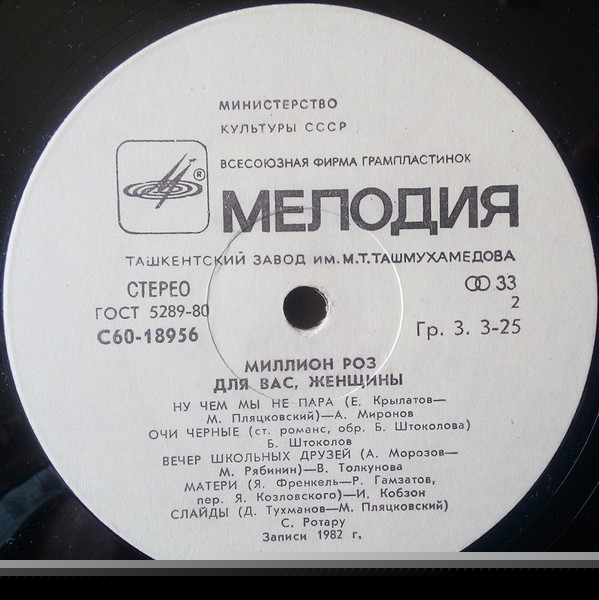 МИНИСТЕРСТВО
КУЛЬТУРЫ СССР
ВСЕСОЮЗНАЯ ФИРМА ГРАМПЛАСТИНОК
®
МЕЛОДИЯ
ТАШКЕНТСКИЙ ЗАВОД ИМ. М.Т.ТАШМУХАМЕДОВА
СТЕРЕО
ГОСТ 5289-80
С60-18956
33
2
Гр. 3. 3-25
МИЛЛИОН РОЗ
ДЛЯ ВАС, ЖЕНЩИНЫ
НУ ЧЕМ МЫ НЕ ПАРА (Е. Крылатов—
М. Пляцковский)—А. Миронов
ОЧИ ЧЕРНЫЕ (ст. романс, обр. Б. Штоколова)
Б. Штоколов
ВЕЧЕР ШКОЛЬНЫХ ДРУЗЕЙ (А. Морозов—
М. Рябинин)—В. Толкунова
МАТЕРИ (Я. Френкель—Р. Гамзатов,
пер. Я. Козловского)—И. Кобзон
СЛАЙДЫ (Д. Тухманов—М. Пляцковский)
С. Ротару
Записи 1982 г.